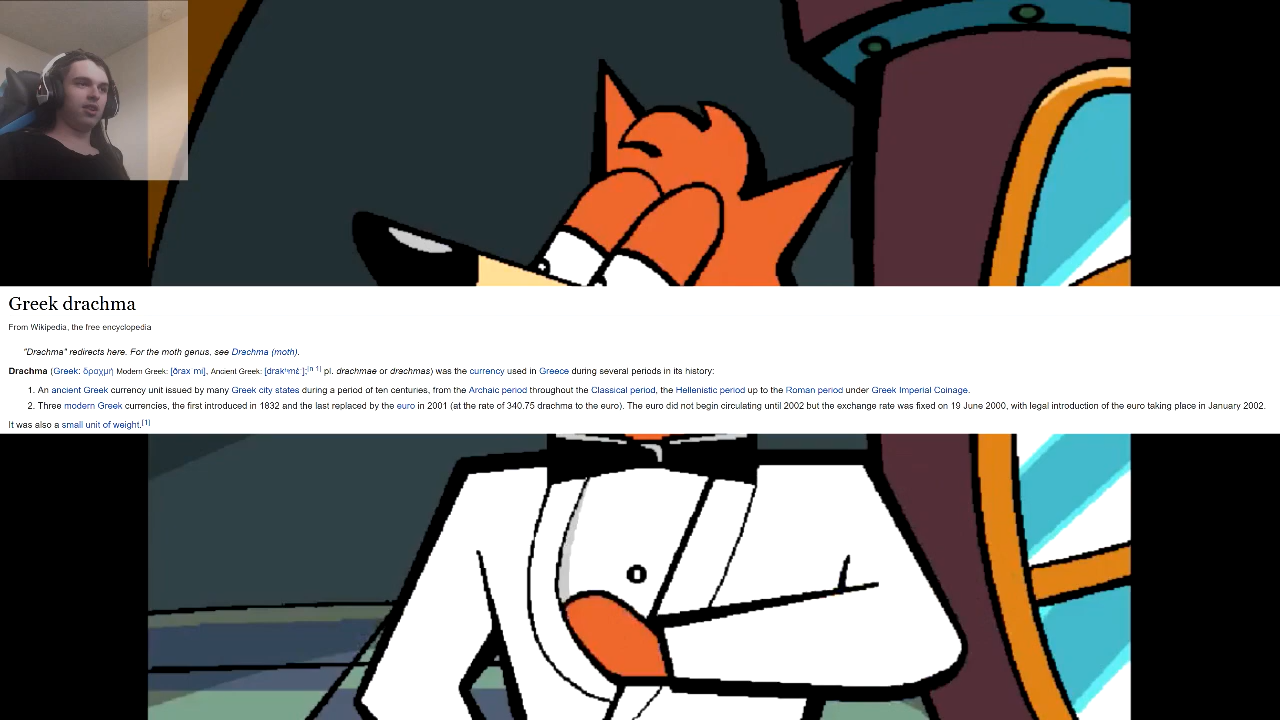 Greek drachma
From Wikipedia, the free encyclopedia
"Drachma" redirects here. For the moth genus, see Drachma (moth).
Drachma (Greek: δραχμή Modern Greek: [ðraxˈmi], Ancient Greek: [drakʰmɛ̌ː];[n 1] pl. drachmae or drachmas) was the currency used in Greece during several periods in its history:
1. An ancient Greek currency unit issued by many Greek city states during a period of ten centuries, from the Archaic period throughout the Classical period, the Hellenistic period up to the Roman period under Greek Imperial Coinage.
2. Three modern Greek currencies, the first introduced in 1832 and the last replaced by the euro in 2001 (at the rate of 340.75 drachma to the euro). The euro did not begin circulating until 2002 but the exchange rate was fixed on 19 June 2000, with legal introduction of the euro taking place in January 2002.
It was also a small unit of weight.[1]